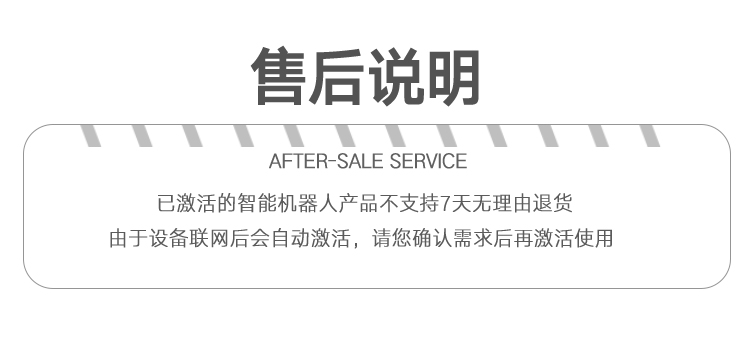 售后说明
AFTER-SALE SERVICE
已激活的智能机器人产品不支持7天无理由退货
由于设备联网后会自动激活，请您确认需求后再激活使用